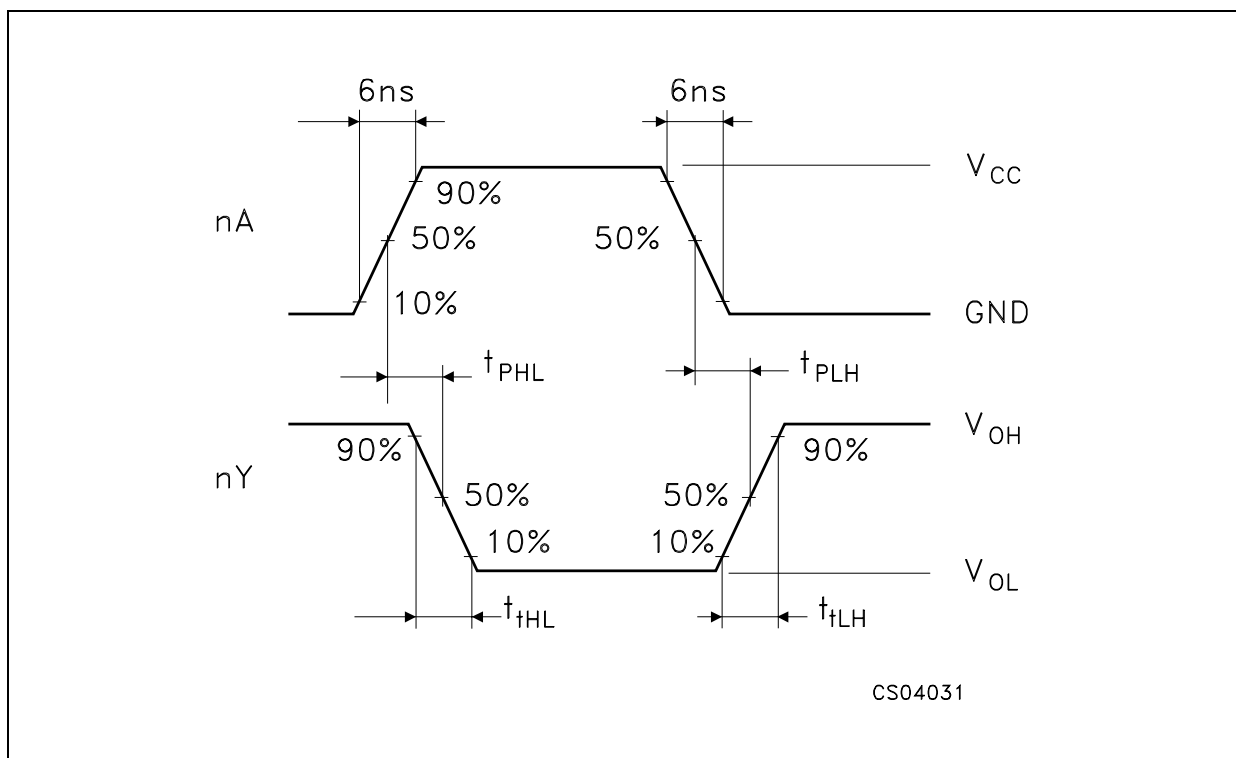 6ns 6ns
V_CC
90%
nA
50% 50%
10%
GND
t_PHL t_PLH
V_OH
90% 90%
nY
50% 50%
10% 10%
V_OL
t_tHL t_tLH
CS04031